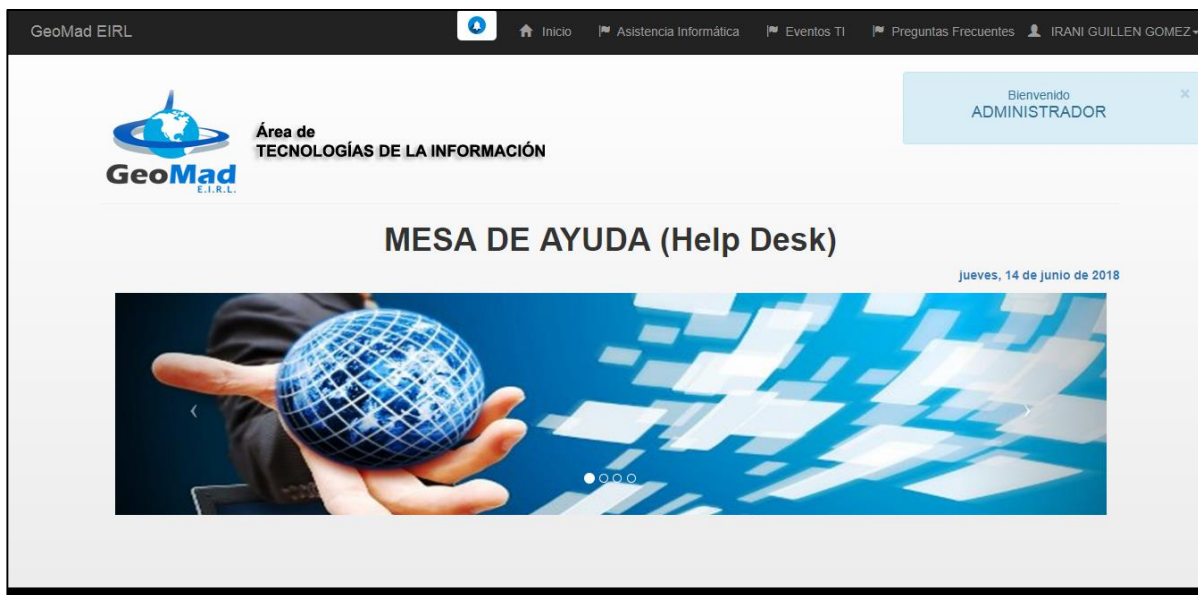 GeoMad EIRL
Inicio
Asistencia Informática
Eventos TI
Preguntas Frecuentes
IRANI GUILLEN GOMEZ
Bienvenido
×
ADMINISTRADOR
Área de
TECNOLOGÍAS DE LA INFORMACIÓN
GeoMad
E.I.R.L.
MESA DE AYUDA (Help Desk)
jueves, 14 de junio de 2018